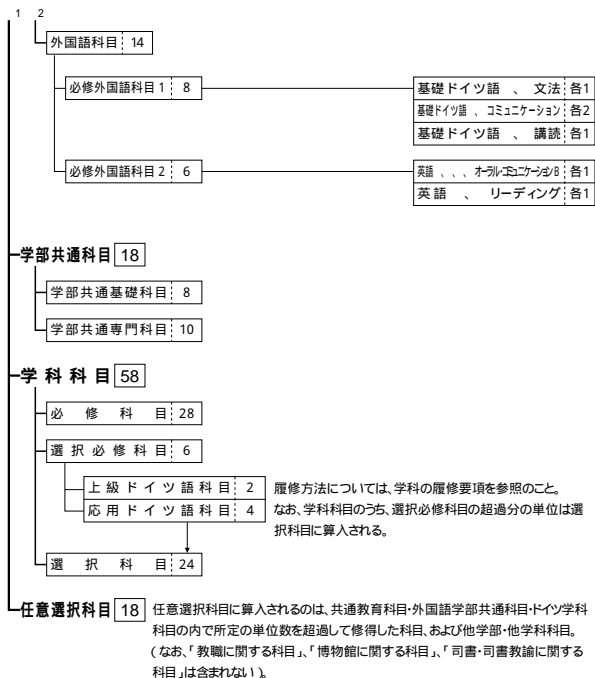 1 2
外国語科目 14
必修外国語科目1 8
基礎ドイツ語 、 文法 各1
基礎ドイツ語 、コミュニケーション 各2
基礎ドイツ語 、 講読 各1
必修外国語科目2 6
英語 、、、オーラル・コミュニケーションB 各1
英語 、 リーディング 各1
学部共通科目 18
学部共通基礎科目 8
学部共通専門科目 10
学科科目 58
必修科目 28
選択必修科目 6
上級ドイツ語科目 2
応用ドイツ語科目 4
履修方法については、学科の履修要項を参照のこと。
なお、学科科目のうち、選択必修科目の超過分の単位は選
択科目に算入される。
選択科目 24
任意選択科目 18
任意選択科目に算入されるのは、共通教育科目・外国語学部共通科目・ドイツ学科
科目の内で所定の単位数を超過して修得した科目、および他学部・他学科科目。
(なお、「教職に関する科目」、「博物館に関する科目」、「司書・司書教諭に関する
科目」は含まれない)。